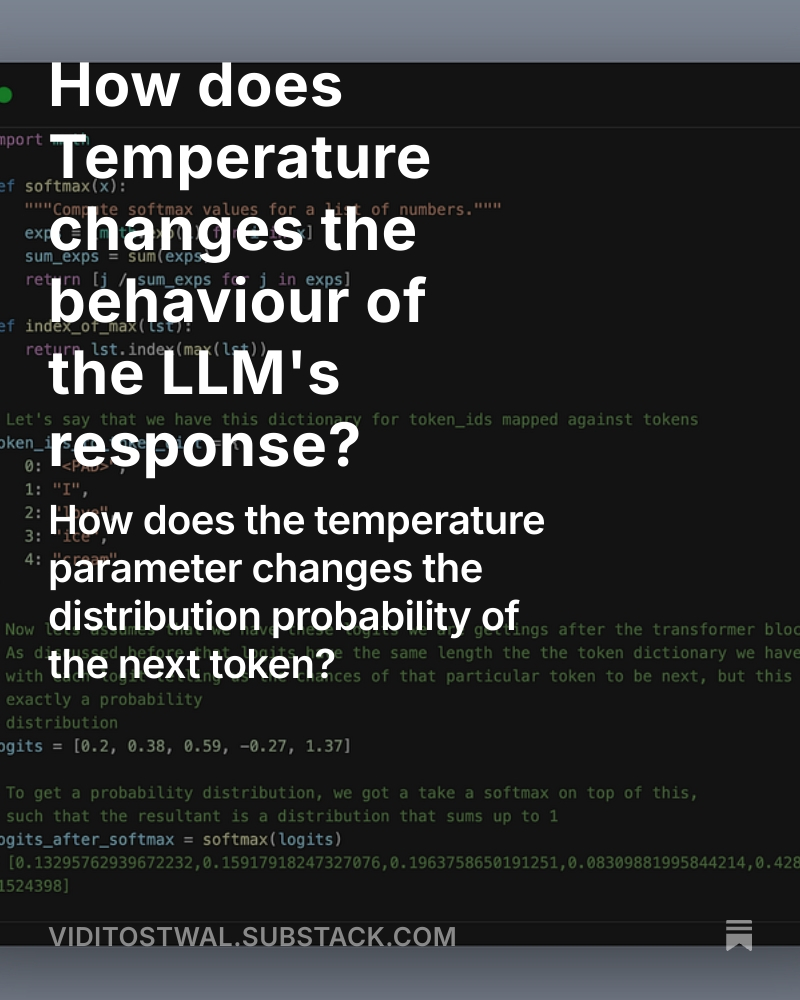 How does
Temperature
changes the
behaviour of
the LLM's
response?
How does the temperature
parameter changes the
distribution probability of
the next token?
mport math
ef softmax(x):
"""Compute softmax values for a list of numbers."""
sum_exps = sum(exps)
return [j / sum_exps for j in exps]
ef index_of_max(lst):
return lst.index(max(lst))
Let's say that we have this dictionary for token_ids mapped against tokens
0: "<PAD>",
1: "I",
2: "love",
3: "ice",
4: "cream"
Now lets assumes that we have these logits we are gettings after the transformer bloc
As discussed before that logits have the same length the the token dictionary we have
with each logit telling us the chances of that particular token to be next, but this
exactly a probability
distribution
ogits = [0.2, 0.38, 0.59, -0.27, 1.37]
To get a probability distribution, we got a take a softmax on top of this,
such that the resultant is a distribution that sums up to 1
ogits_after_softmax = softmax(logits)
[0.13295762939672232,0.15917918247327076,0.1963758650191251,0.08309881995844214,0.428
1524398]
VIDITOSTWAL.SUBSTACK.COM